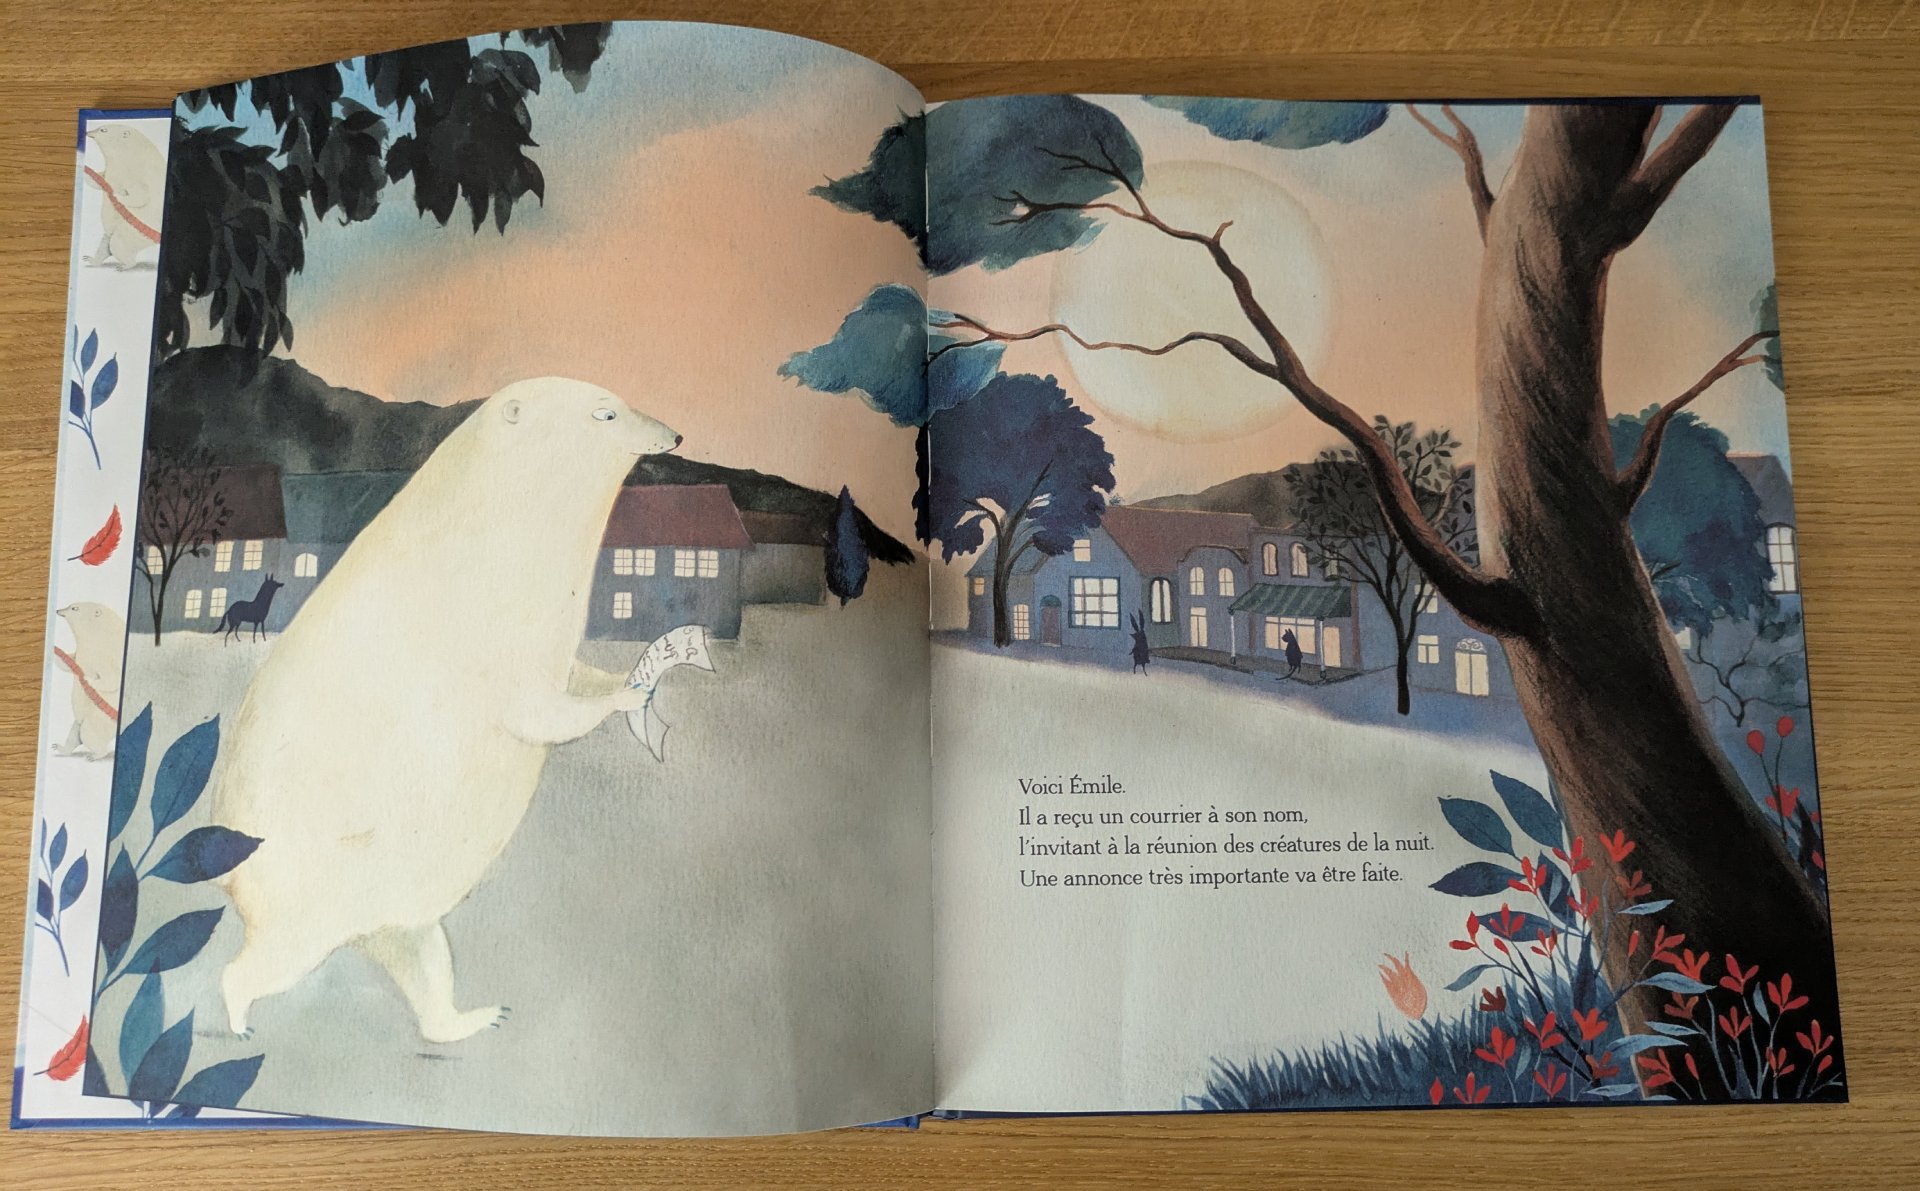 Voici Émile.
Il a reçu un courrier à son nom,
l'invitant à la réunion des créatures de la nuit.
Une annonce très importante va être faite.